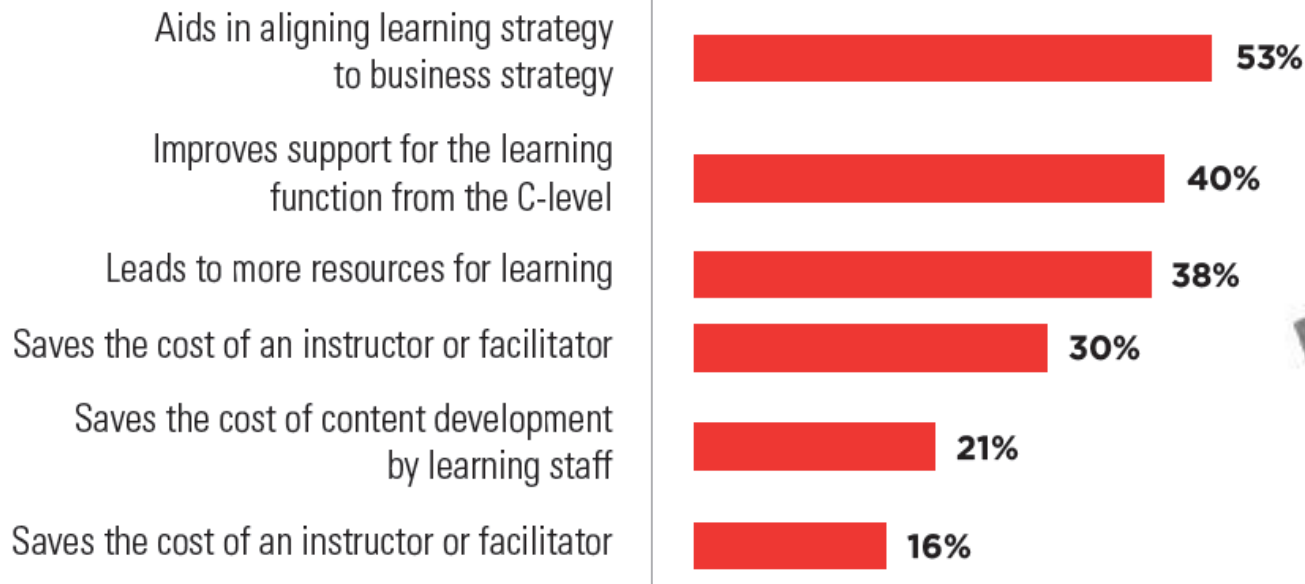 Aids in aligning learning strategy
to business strategy
53%
Improves support for the learning
function from the C-level
40%
Leads to more resources for learning
38%
Saves the cost of an instructor or facilitator
30%
Saves the cost of content development
by learning staff
21%
Saves the cost of an instructor or facilitator
16%